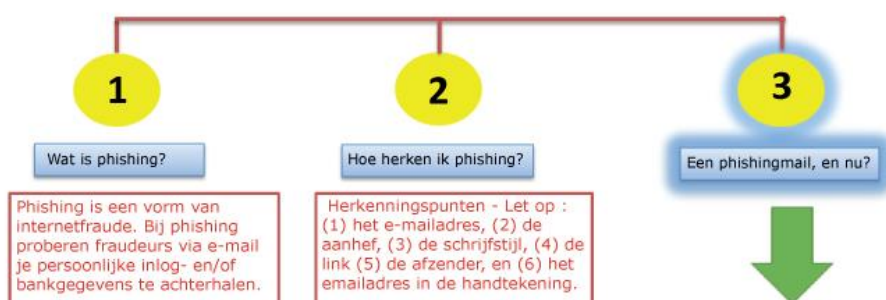 1
2
3
Wat is phishing?
Hoe herken ik phishing?
Een phishingmail, en nu?
Phishing is een vorm van
internetfraude. Bij phishing
proberen fraudeurs via e-mail
je persoonlijke inlog- en/of
bankgegevens te achterhalen.
Herkenningspunten - Let op :
(1) het e-mailadres, (2) de
aanhef, (3) de schrijfstijl, (4) de
link (5) de afzender, en (6) het
emailadres in de handtekening.